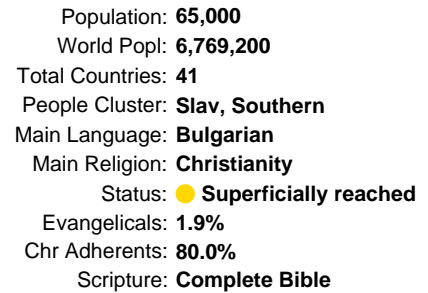 Population: 65,000
World Popl: 6,769,200
Total Countries: 41
People Cluster: Slav, Southern
Main Language: Bulgarian
Main Religion: Christianity
Status: Superficially reached
Evangelicals: 1.9%
Chr Adherents: 80.0%
Scripture: Complete Bible